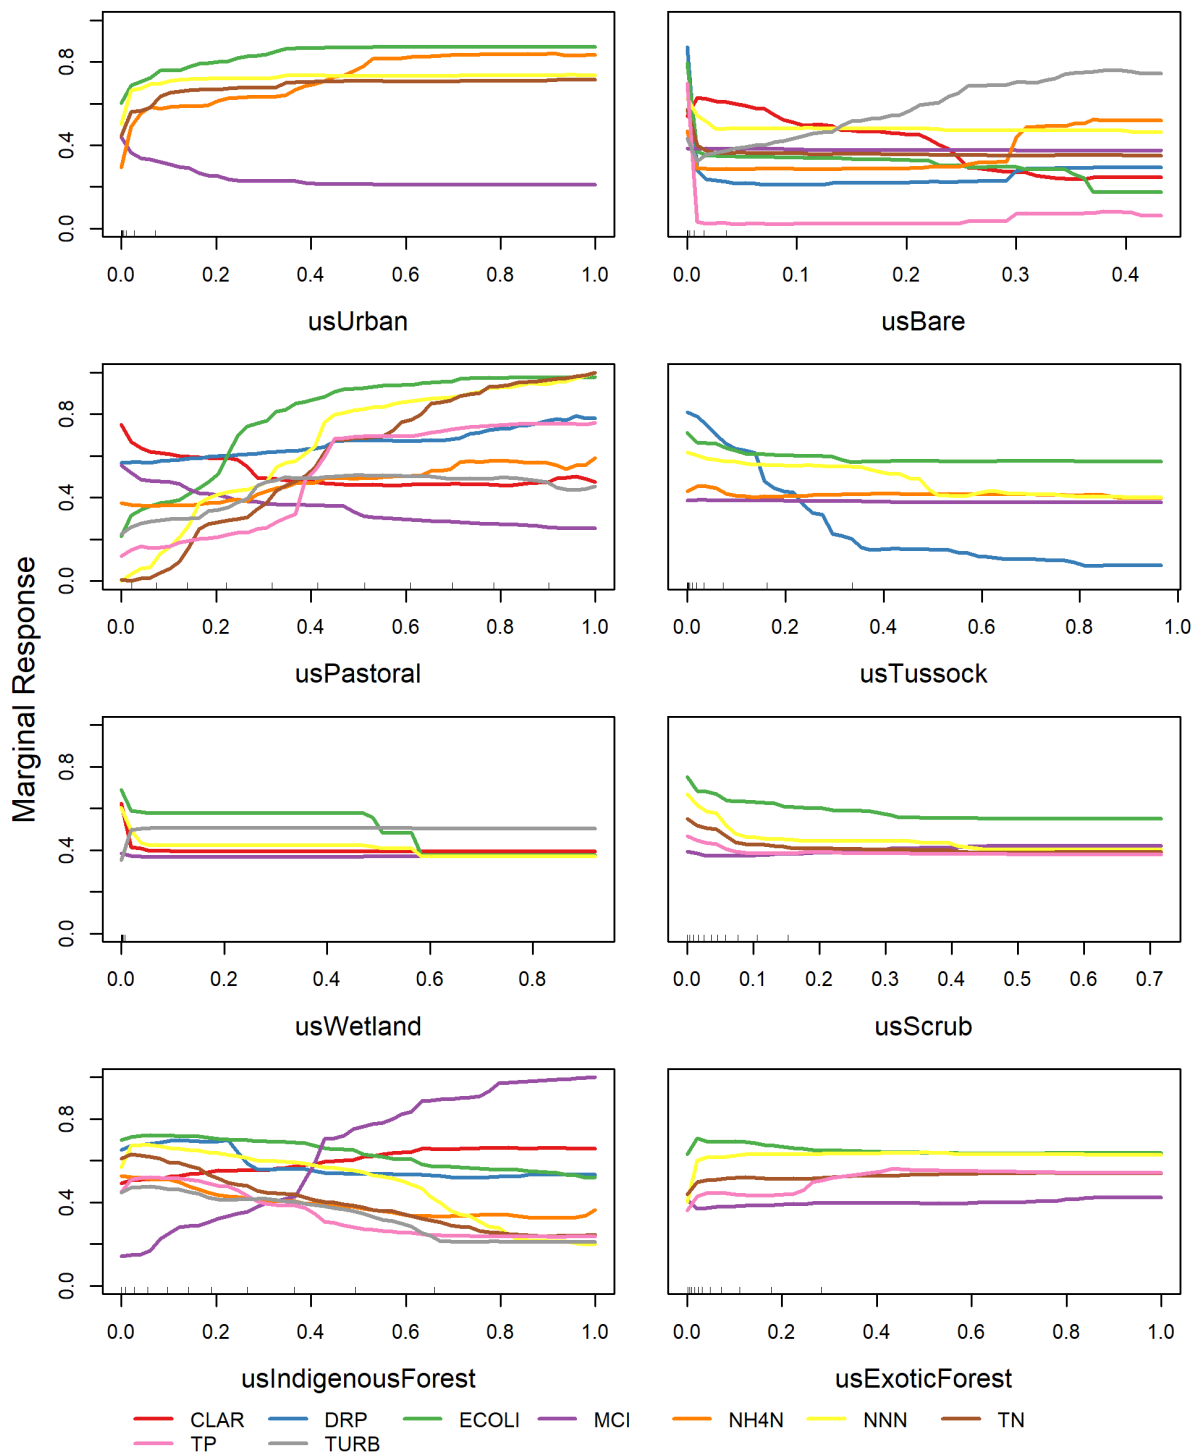 0.0 0.4 0.8
0.0 0.2 0.4 0.6 0.8 1.0
usUrban
0.0 0.1 0.2 0.3 0.4
usBare
0.0 0.4 0.8
0.0 0.2 0.4 0.6 0.8 1.0
usPastoral
0.0 0.2 0.4 0.6 0.8 1.0
usTussock
Marginal Response
0.0 0.4 0.8
0.0 0.2 0.4 0.6 0.8
usWetland
0.0 0.1 0.2 0.3 0.4 0.5 0.6 0.7
usScrub
0.0 0.4 0.8
0.0 0.2 0.4 0.6 0.8 1.0
usIndigenousForest
0.0 0.2 0.4 0.6 0.8 1.0
usExoticForest
CLAR DRP ECOLI MCI NH4N NNN TN
TP TURB